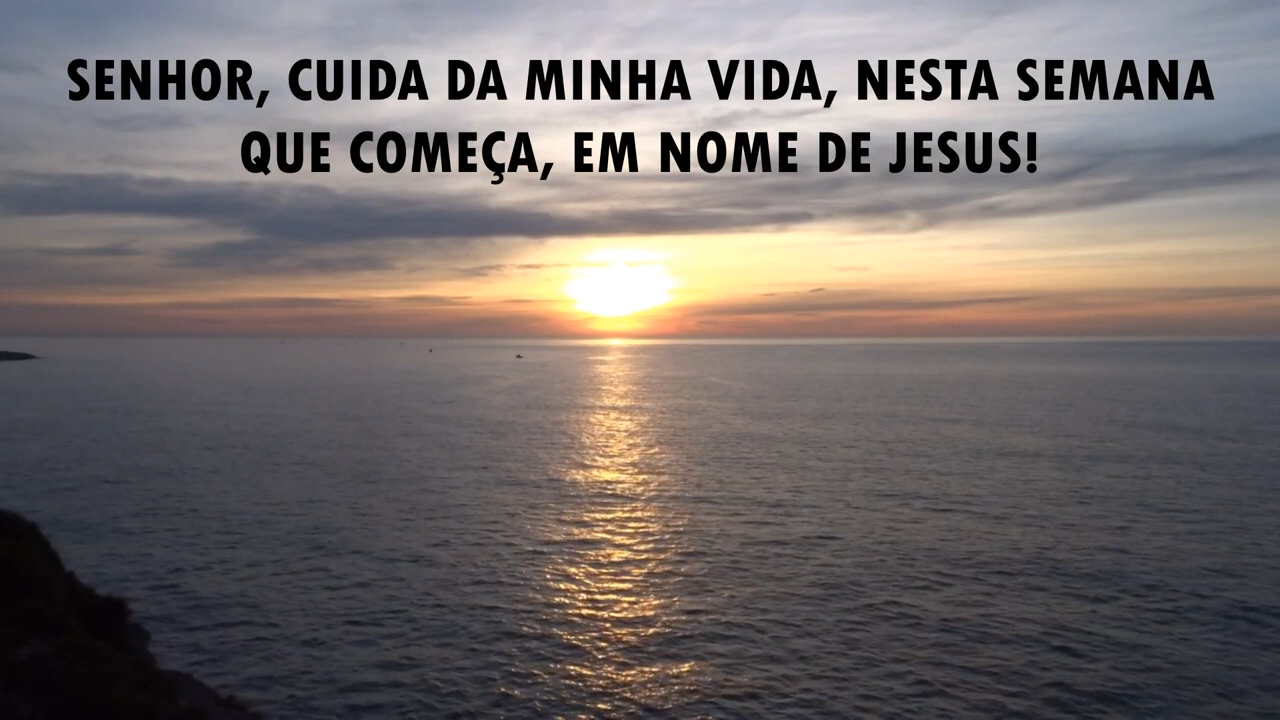 SENHOR, CUIDA DA MINHA VIDA, NESTA SEMANA
QUE COMEÇA, EM NOME DE JESUS!